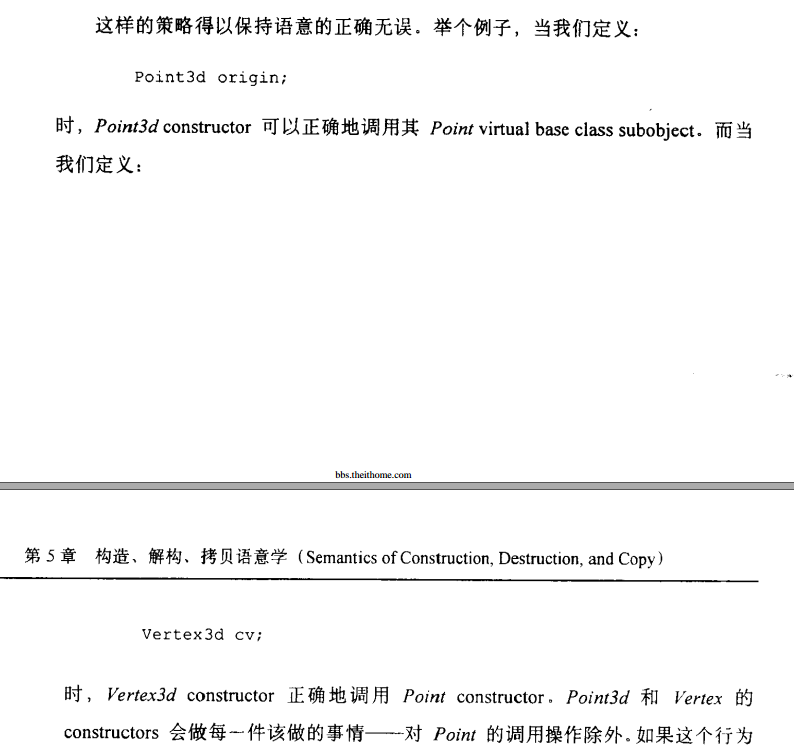 这样的策略得以保持语意的正确无误。举个例子，当我们定义：
Point3d origin;
时，Point3d constructor 可以正确地调用其 Point virtual base class subobject。而当
我们定义：
bbs.theithome.com
第 5 章 构造、解构、拷贝语意学（Semantics of Construction, Destruction, and Copy）
Vertex3d cv;
时，Vertex3d constructor 正确地调用 Point constructor。Point3d 和 Vertex 的
constructors 会做每一件该做的事情——对 Point 的调用操作除外。如果这个行为